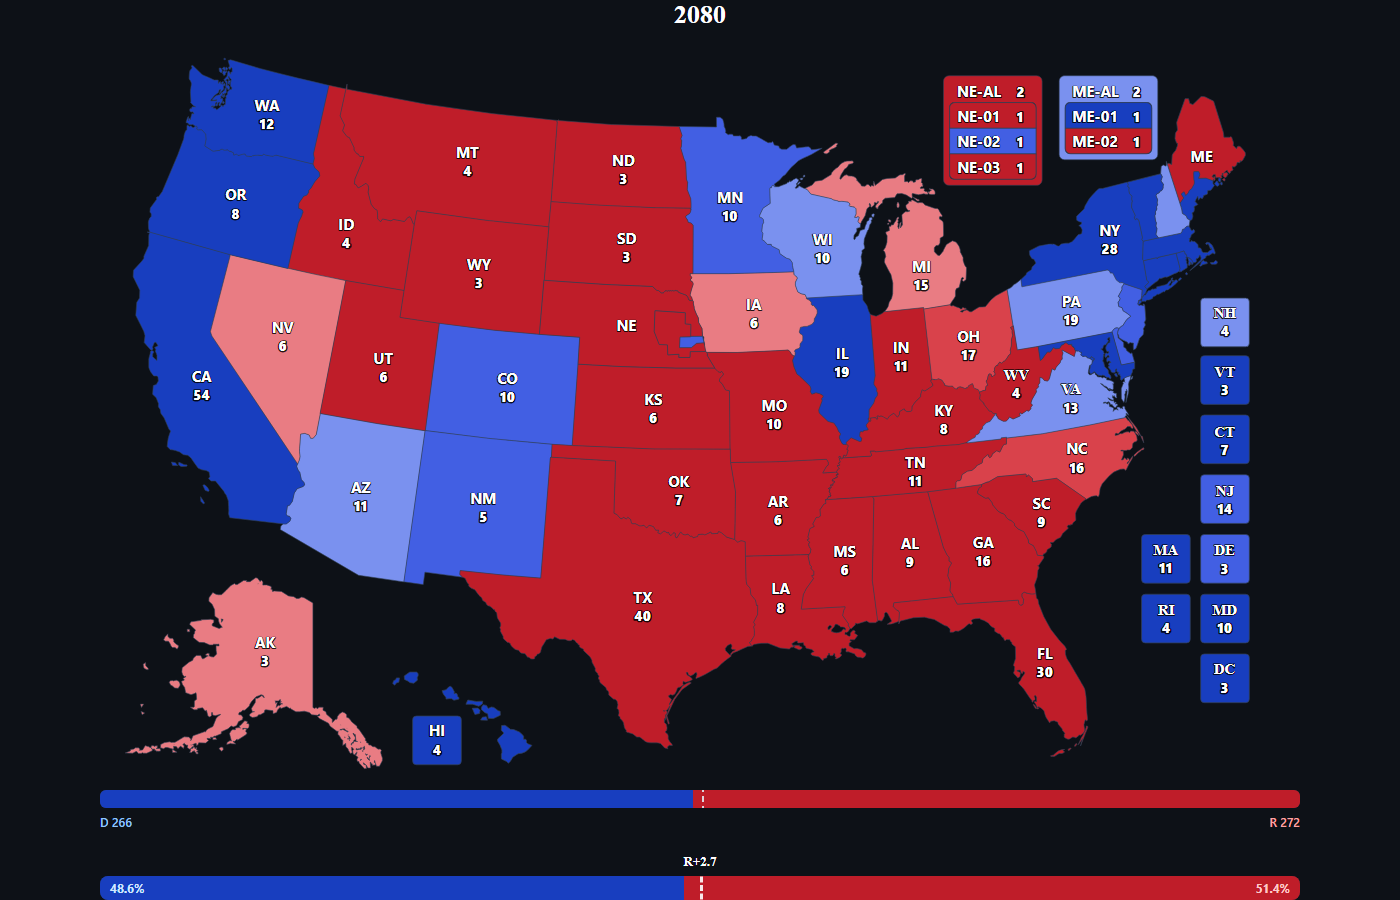 2080
WA
12
OR
8
CA
54
NV
6
ID
4
MT
4
WY
3
UT
6
AZ
11
CO
10
NM
5
ND
3
SD
3
NE
KS
6
OK
7
TX
40
MN
10
IA
6
MO
10
AR
6
LA
8
WI
10
IL
19
MI
15
IN
11
OH
17
KY
8
TN
11
MS
6
AL
9
GA
16
FL
30
SC
9
NC
16
VA
13
WV
4
PA
19
NY
28
ME
AK
3
HI
4
NE-AL 2
NE-01 1
NE-02 1
NE-03 1
ME-AL 2
ME-01 1
ME-02 1
NH
4
VT
3
CT
7
NJ
14
MA
11
DE
3
RI
4
MD
10
DC
3
D 266
R 272
R+2.7
48.6%
51.4%